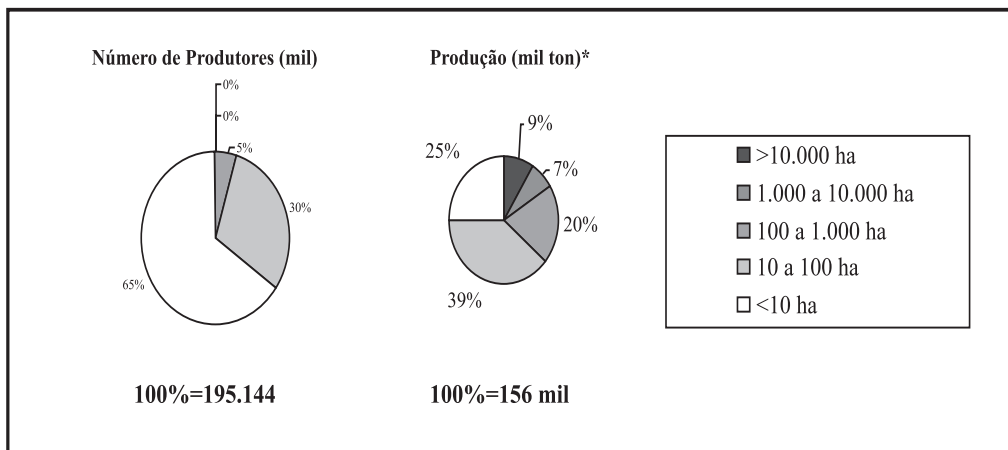 Número de Produtores (mil)
0%
0%
5%
30%
65%
100%=195.144
Produção (mil ton)*
9%
7%
20%
39%
25%
100%=156 mil
>10.000 ha
1.000 a 10.000 ha
100 a 1.000 ha
10 a 100 ha
<10 ha